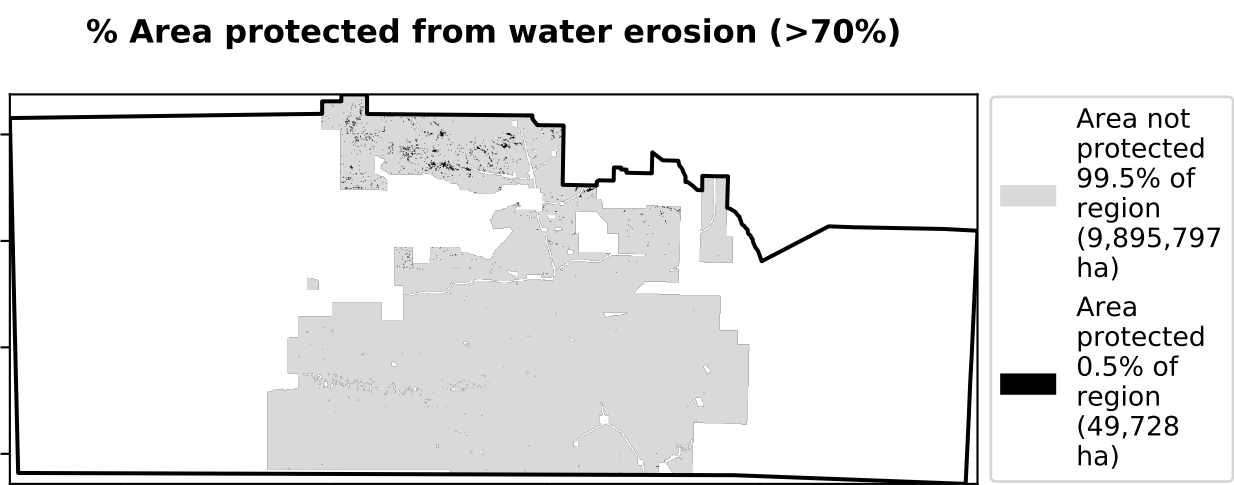 % Area protected from water erosion (>70%)
Area not
protected
99.5% of
region
(9,895,797
ha)
Area
protected
0.5% of
region
(49,728
ha)